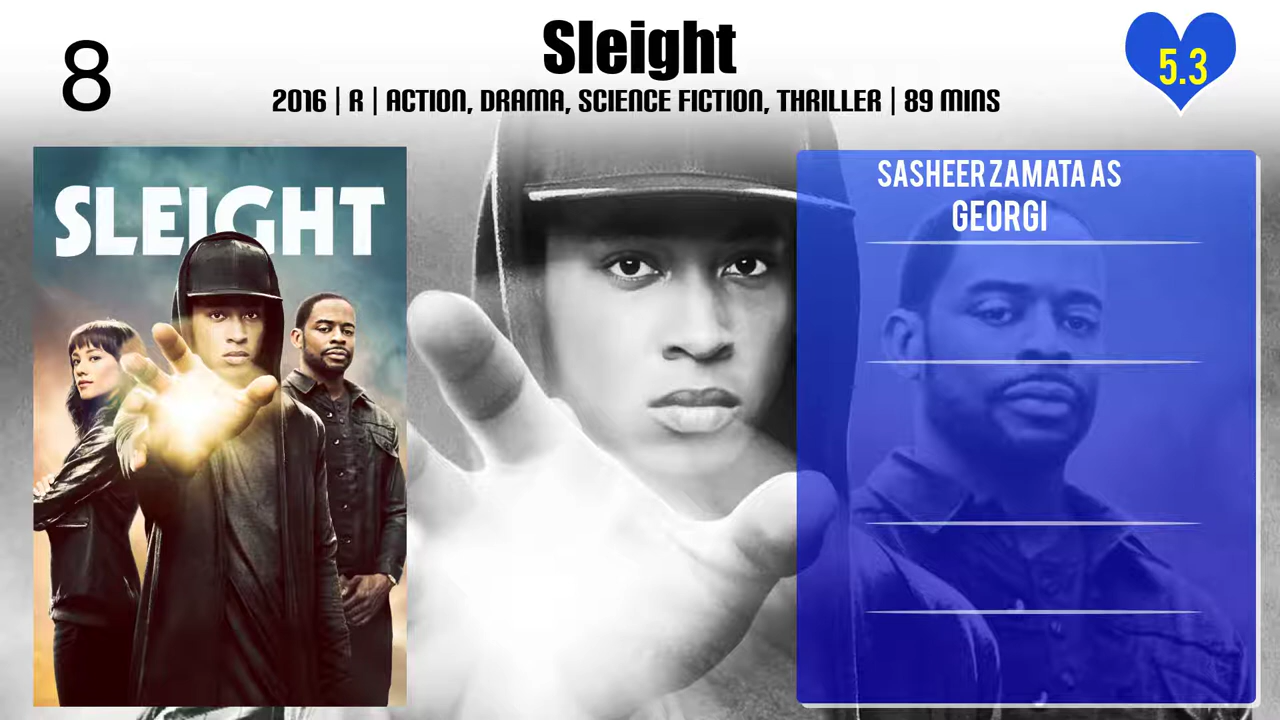 8
Sleight
2016 | R | ACTION, DRAMA, SCIENCE FICTION, THRILLER | 89 MINS
5.3
SLEIGHT
SASHEER ZAMATA AS
GEORGI